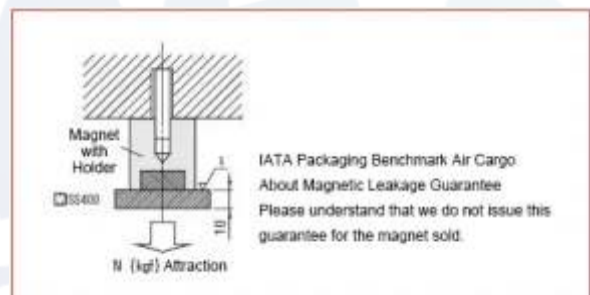 Magnet
with
Holder
SS400
10
N (kgf) Attraction
IATA Packaging Benchmark Air Cargo
About Magnetic Leakage Guarantee
Please understand that we do not issue this
guarantee for the magnet sold.